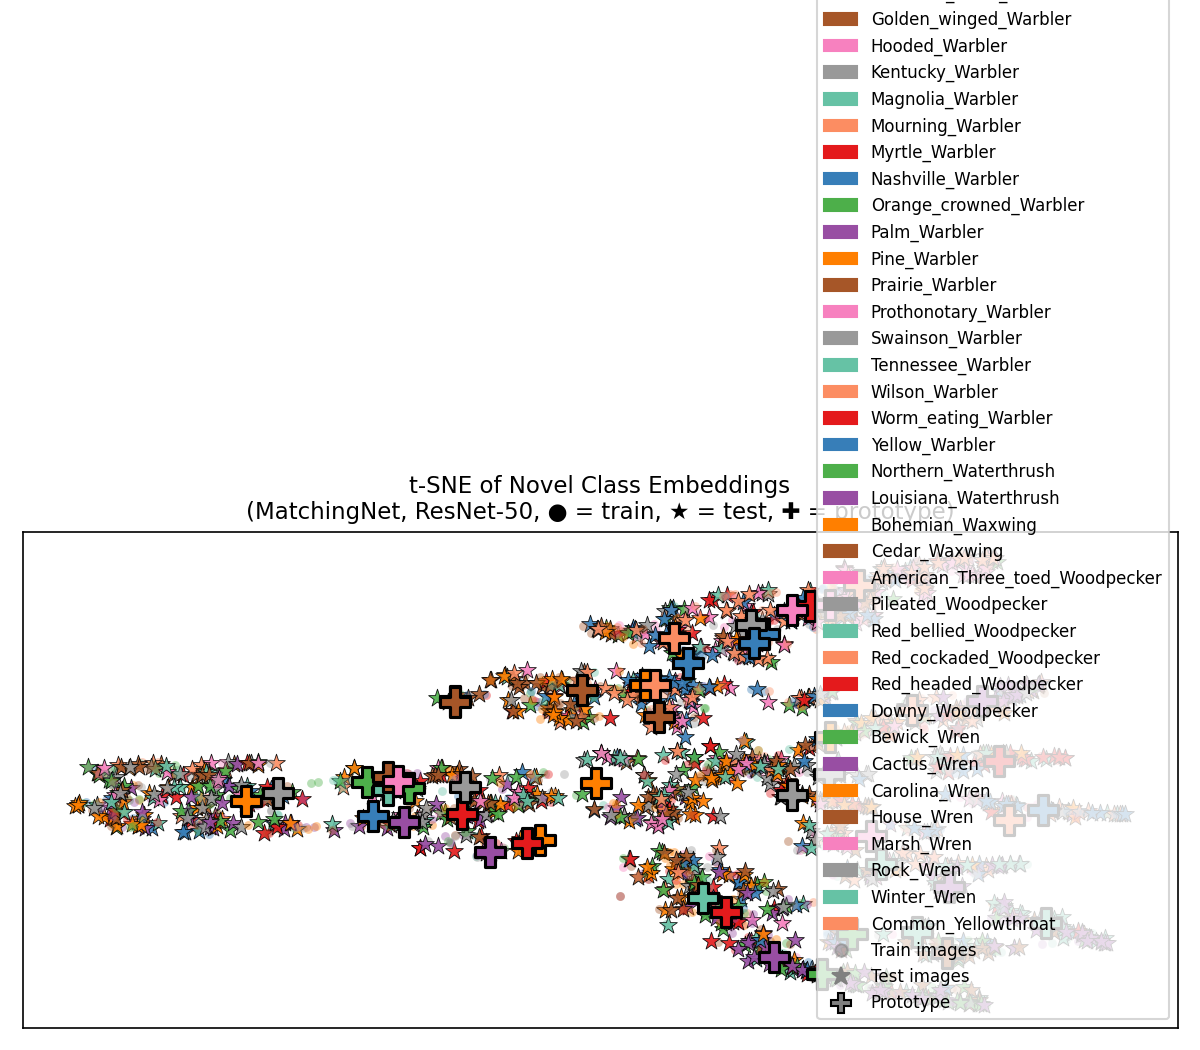 Golden_winged_Warbler
Hooded_Warbler
Kentucky_Warbler
Magnolia_Warbler
Mourning_Warbler
Myrtle_Warbler
Nashville_Warbler
Orange_crowned_Warbler
Palm_Warbler
Pine_Warbler
Prairie_Warbler
Prothonotary_Warbler
Swainson_Warbler
Tennessee_Warbler
Wilson_Warbler
Worm_eating_Warbler
Yellow_Warbler
Northern_Waterthrush
Louisiana_Waterthrush
Bohemian_Waxwing
Cedar_Waxwing
American_Three_toed_Woodpecker
Pileated_Woodpecker
Red_bellied_Woodpecker
Red_cockaded_Woodpecker
Red_headed_Woodpecker
Downy_Woodpecker
Bewick_Wren
Cactus_Wren
Carolina_Wren
House_Wren
Marsh_Wren
Rock_Wren
Winter_Wren
Common_Yellowthroat
Train images
Test images
Prototype
t-SNE of Novel Class Embeddings
(MatchingNet, ResNet-50, ● = train, ★ = test, ✚ = prototype)